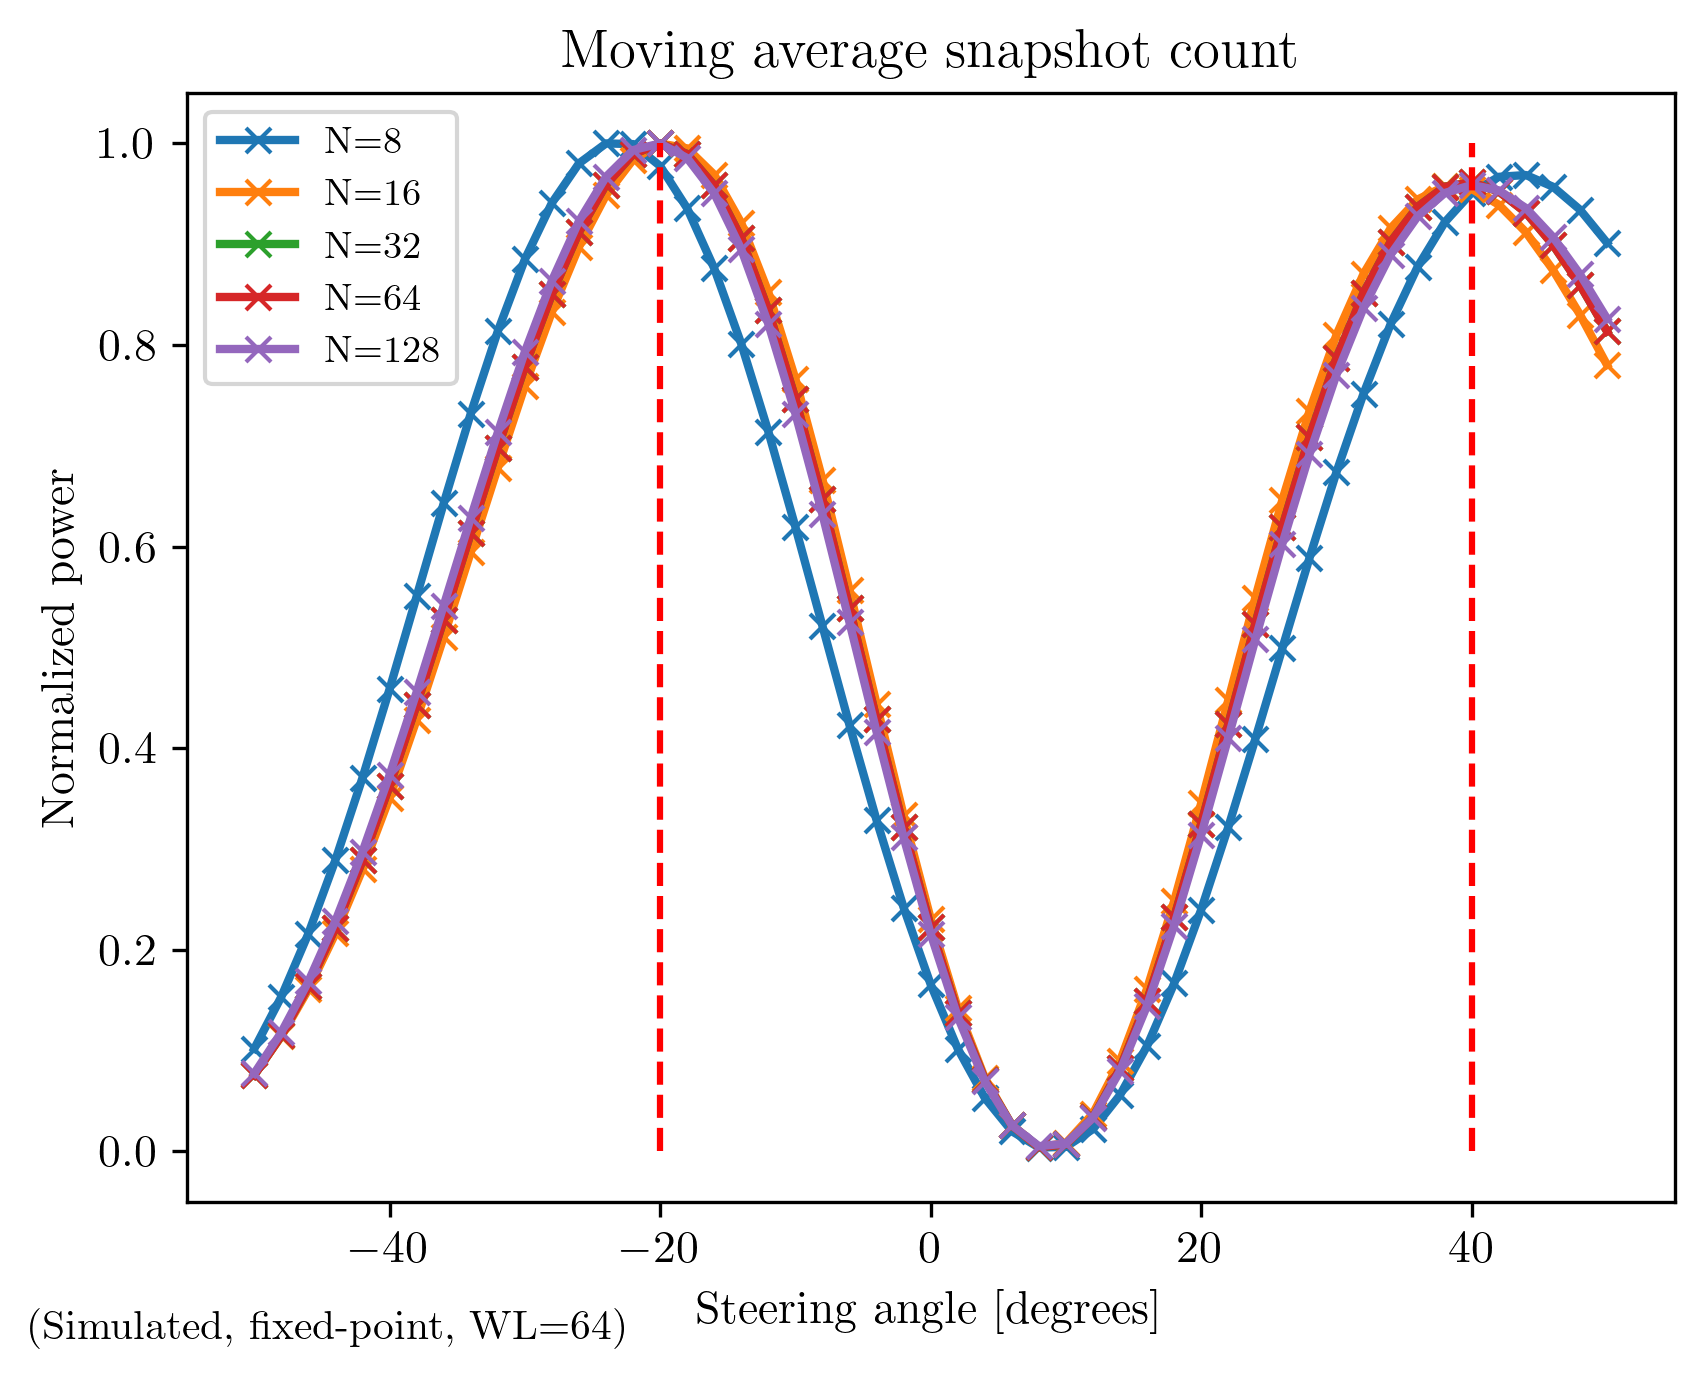 Moving average snapshot count
N=8
N=16
N=32
N=64
N=128
1.0
0.8
0.6
0.4
0.2
0.0
Normalized power
−40
−20
0
20
40
Steering angle [degrees]
(Simulated, fixed-point, WL=64)